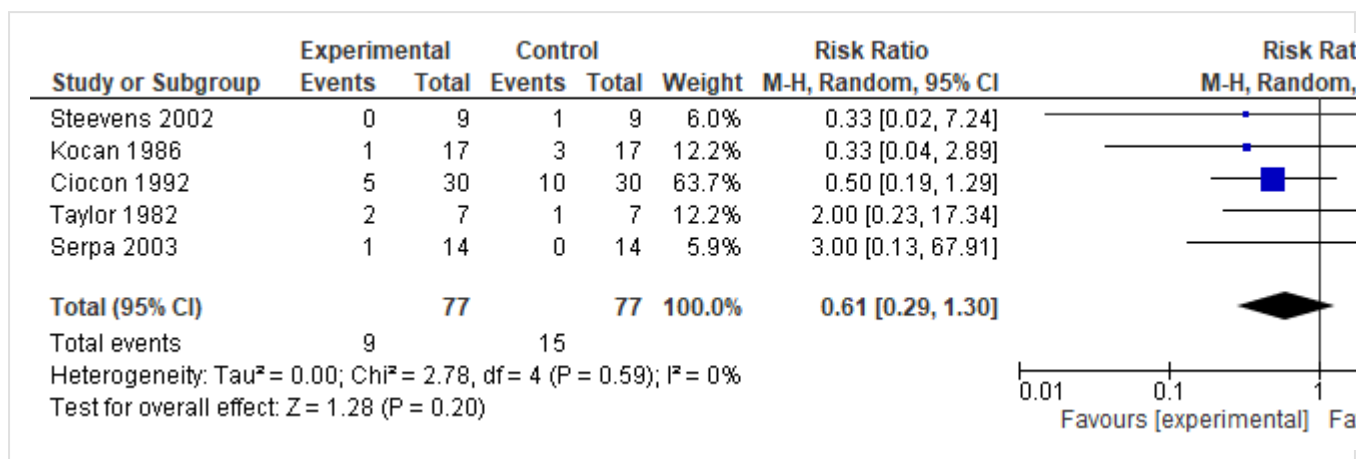 Experimental Control Risk Ratio Risk Rat
Study or Subgroup Events Total Events Total Weight M-H, Random, 95% CI M-H, Random,
Steevens 2002 0 9 1 9 6.0% 0.33 [0.02, 7.24]
Kocan 1986 1 17 3 17 12.2% 0.33 [0.04, 2.89]
Ciocon 1992 5 30 10 30 63.7% 0.50 [0.19, 1.29]
Taylor 1982 2 7 1 7 12.2% 2.00 [0.23, 17.34]
Serpa 2003 1 14 0 14 5.9% 3.00 [0.13, 67.91]
Total (95% CI) 77 77 100.0% 0.61 [0.29, 1.30]
Total events 9 15
Heterogeneity: Tau² = 0.00; Chi² = 2.78, df = 4 (P = 0.59); I² = 0%
Test for overall effect: Z = 1.28 (P = 0.20)
0.01 0.1 1
Favours [experimental] Fa